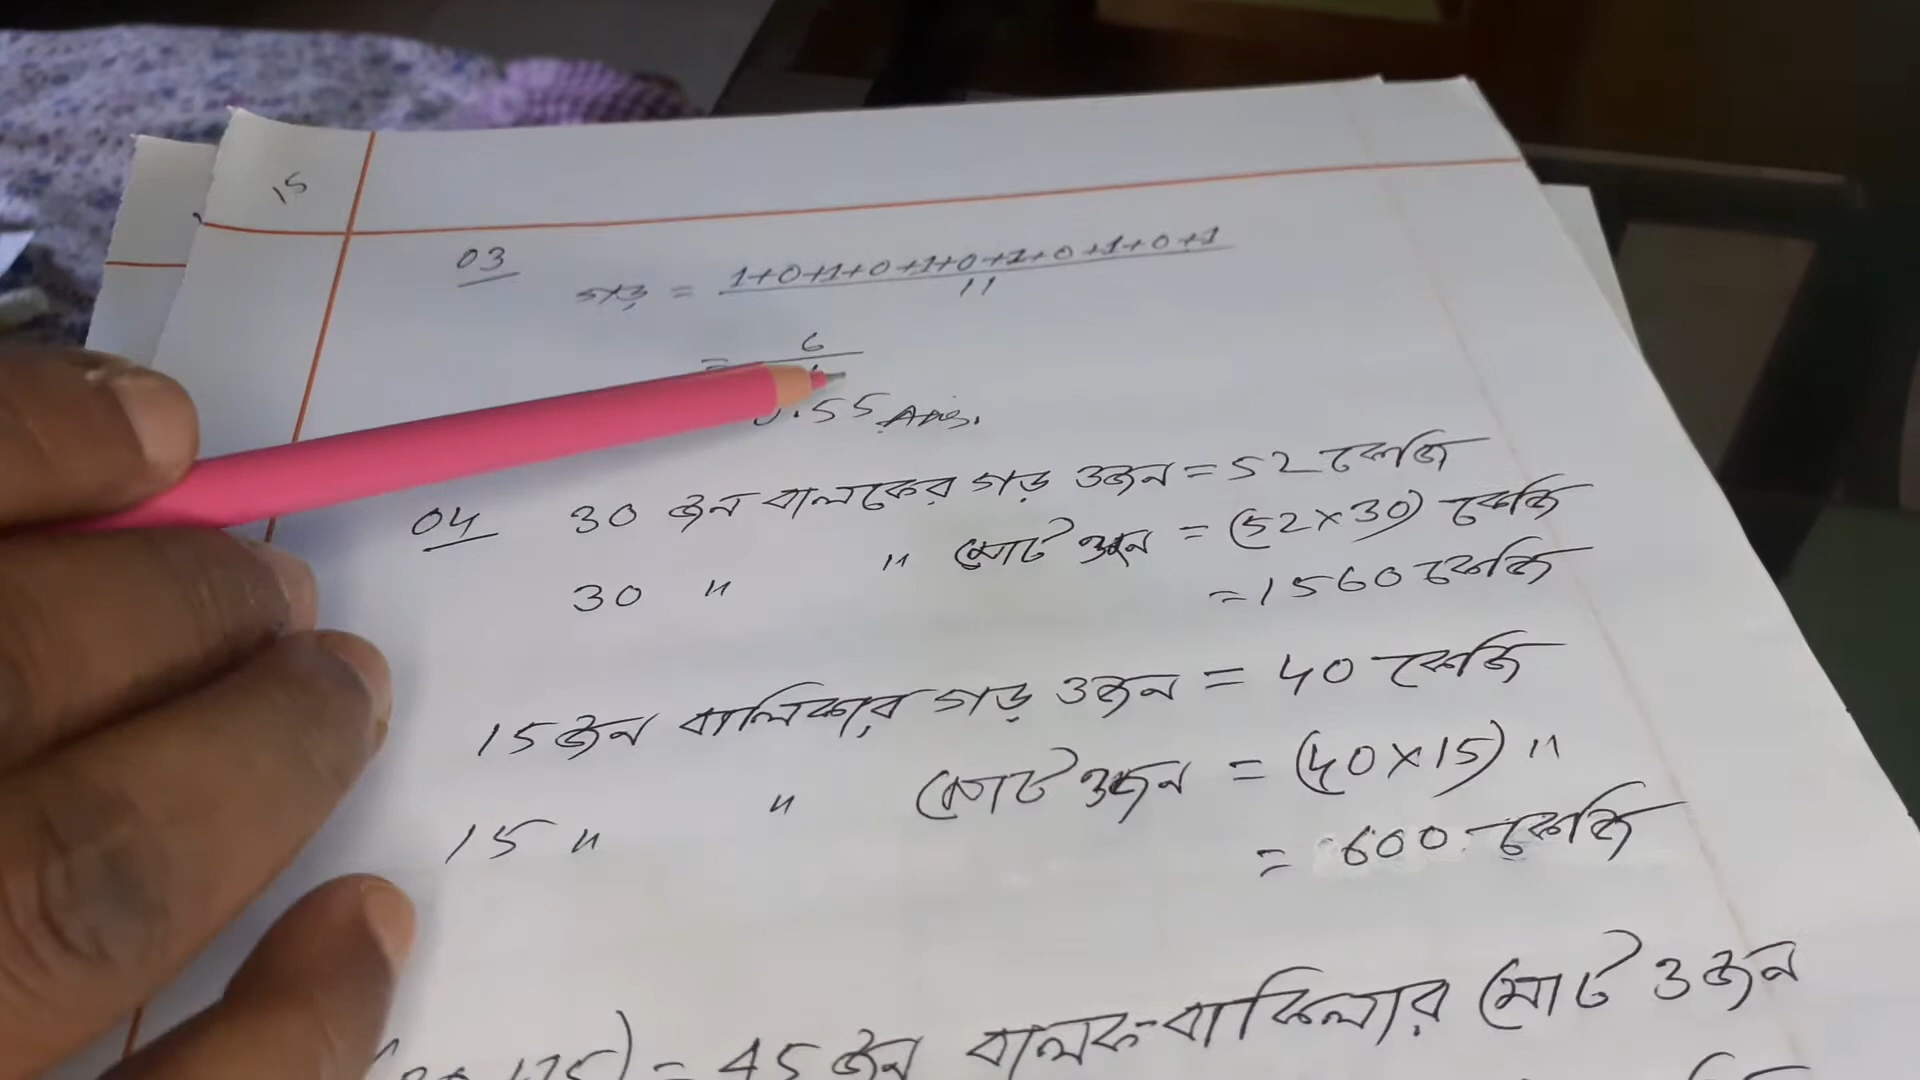 15
03
গড় = 1+0+1+0+1+0+1+0+1+0+1
11
= 6
.55 Ans.
04 30 জন বালকের গড় ওজন = 52 কেজি
30 " " মোট ওজন = (52×30) কেজি
= 1560 কেজি
15 জন বালিকার গড় ওজন = 40 কেজি
15 " " মোট ওজন = (40×15) "
= 600 কেজি
= 45 জন বালক-বাকিলার মোট ওজন